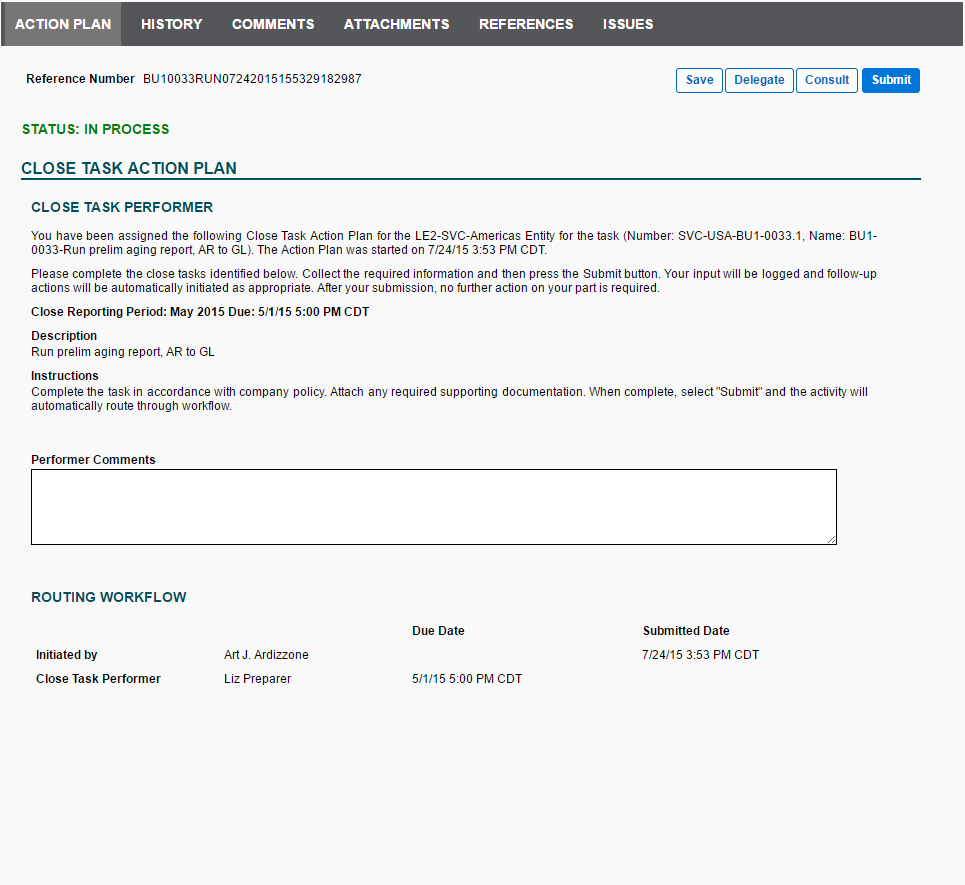 ACTION PLAN HISTORY COMMENTS ATTACHMENTS REFERENCES ISSUES
Reference Number BU10033RUN07242015155329182987 Save Delegate Consult Submit
STATUS: IN PROCESS
CLOSE TASK ACTION PLAN
CLOSE TASK PERFORMER
You have been assigned the following Close Task Action Plan for the LE2-SVC-Americas Entity for the task (Number: SVC-USA-BU1-0033.1, Name: BU1-
0033-Run prelim aging report, AR to GL). The Action Plan was started on 7/24/15 3:53 PM CDT.
Please complete the close tasks identified below. Collect the required information and then press the Submit button. Your input will be logged and follow-up
actions will be automatically initiated as appropriate. After your submission, no further action on your part is required.
Close Reporting Period: May 2015 Due: 5/1/15 5:00 PM CDT
Description
Run prelim aging report, AR to GL
Instructions
Complete the task in accordance with company policy. Attach any required supporting documentation. When complete, select "Submit" and the activity will
automatically route through workflow.
Performer Comments
ROUTING WORKFLOW
Due Date Submitted Date
Initiated by Art J. Ardizzone 7/24/15 3:53 PM CDT
Close Task Performer Liz Preparer 5/1/15 5:00 PM CDT